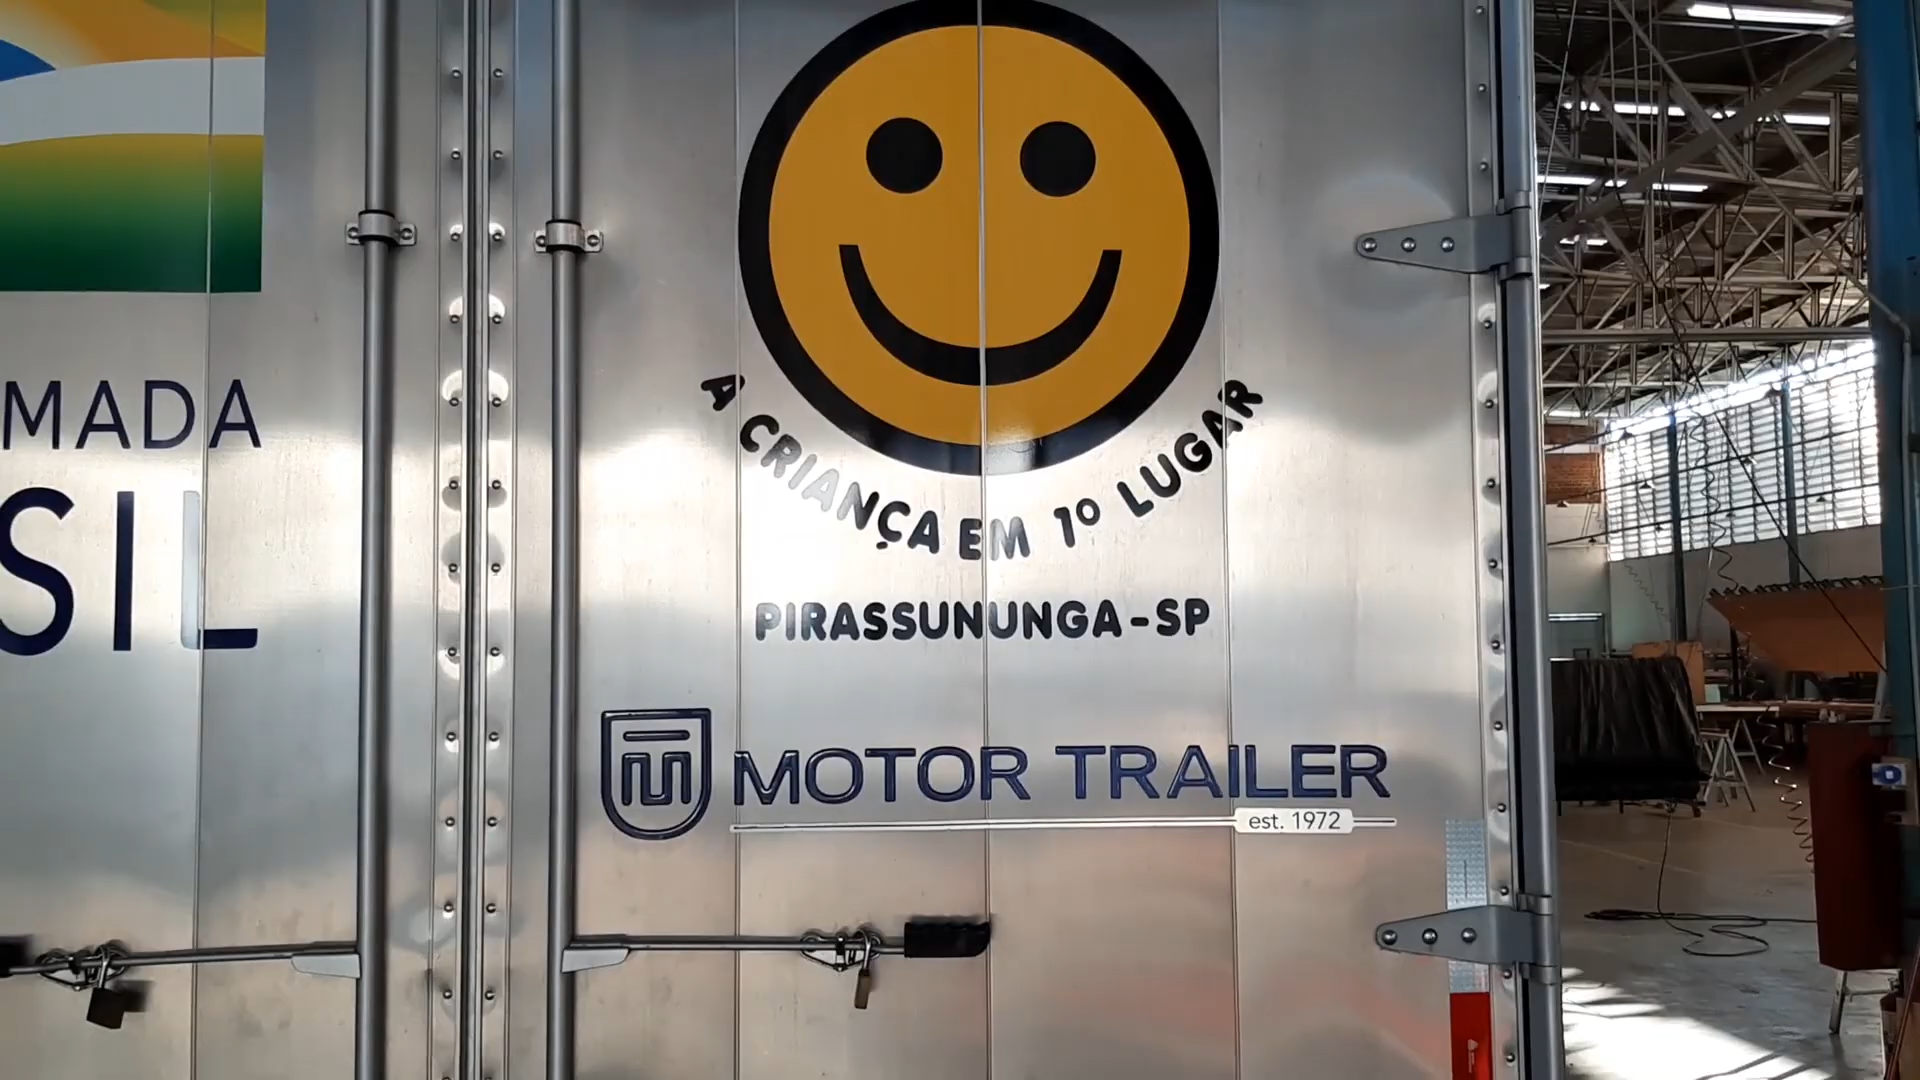 MADA
SIL
A CRIANÇA EM 1º LUGAR
PIRASSUNUNGA-SP
MOTOR TRAILER
est. 1972